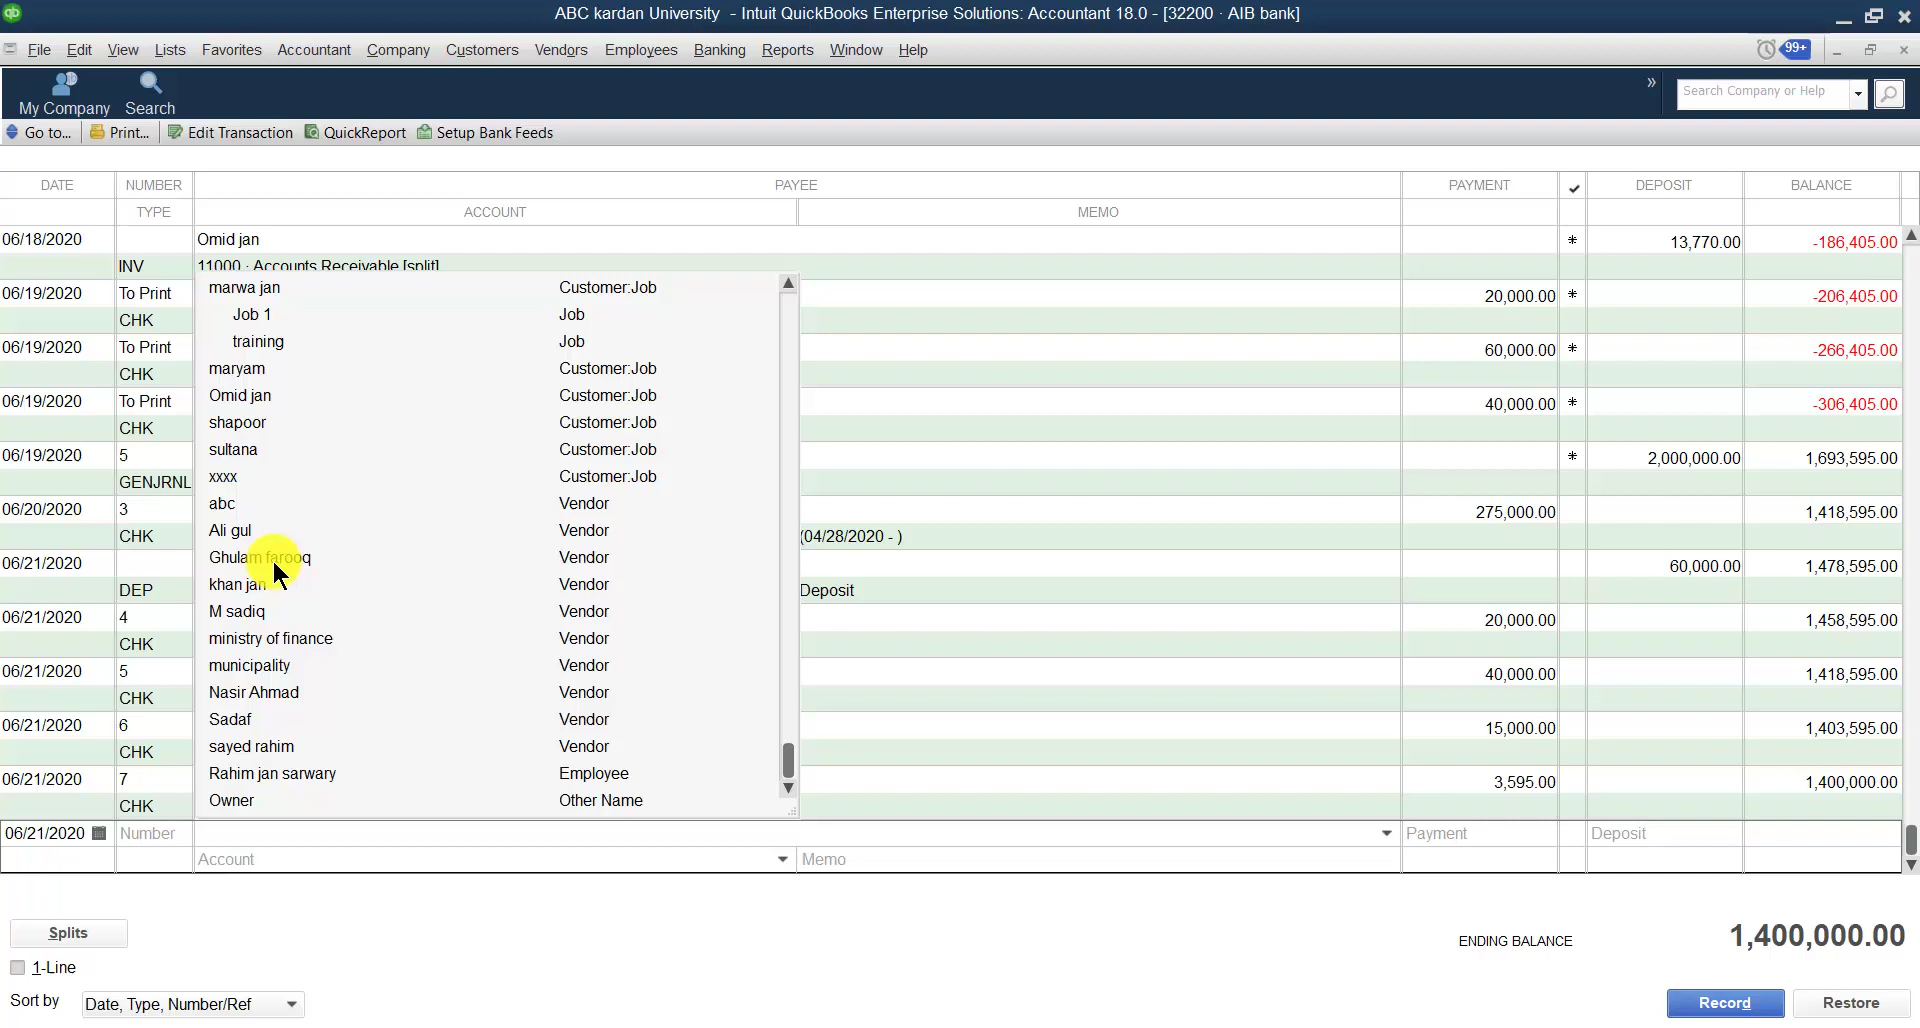 ABC kardan University - Intuit QuickBooks Enterprise Solutions: Accountant 18.0 - [32200 · AIB bank]
File Edit View Lists Favorites Accountant Company Customers Vendors Employees Banking Reports Window Help 99+
My Company Search » Search Company or Help
Go to... Print... Edit Transaction QuickReport Setup Bank Feeds
DATE NUMBER PAYEE PAYMENT ✓ DEPOSIT BALANCE
TYPE ACCOUNT MEMO
06/18/2020 Omid jan * 13,770.00 -186,405.00
INV 11000 · Accounts Receivable [split]
marwa jan Customer:Job
06/19/2020 To Print 20,000.00 * -206,405.00
Job 1 Job
CHK
training Job
06/19/2020 To Print 60,000.00 * -266,405.00
maryam Customer:Job
CHK
Omid jan Customer:Job
06/19/2020 To Print 40,000.00 * -306,405.00
shapoor Customer:Job
CHK
sultana Customer:Job
06/19/2020 5 * 2,000,000.00 1,693,595.00
xxxx Customer:Job
GENJRNL
abc Vendor
06/20/2020 3 275,000.00 1,418,595.00
Ali gul Vendor
CHK (04/28/2020 - )
Ghulam farooq Vendor
06/21/2020 60,000.00 1,478,595.00
khan jan Vendor
DEP Deposit
M sadiq Vendor
06/21/2020 4 20,000.00 1,458,595.00
ministry of finance Vendor
CHK
municipality Vendor
06/21/2020 5 40,000.00 1,418,595.00
Nasir Ahmad Vendor
CHK
Sadaf Vendor
06/21/2020 6 15,000.00 1,403,595.00
sayed rahim Vendor
CHK
Rahim jan sarwary Employee
06/21/2020 7 3,595.00 1,400,000.00
Owner Other Name
CHK
06/21/2020 Number Payment Deposit
Account Memo
Splits
ENDING BALANCE 1,400,000.00
1-Line
Sort by Date, Type, Number/Ref
Record Restore